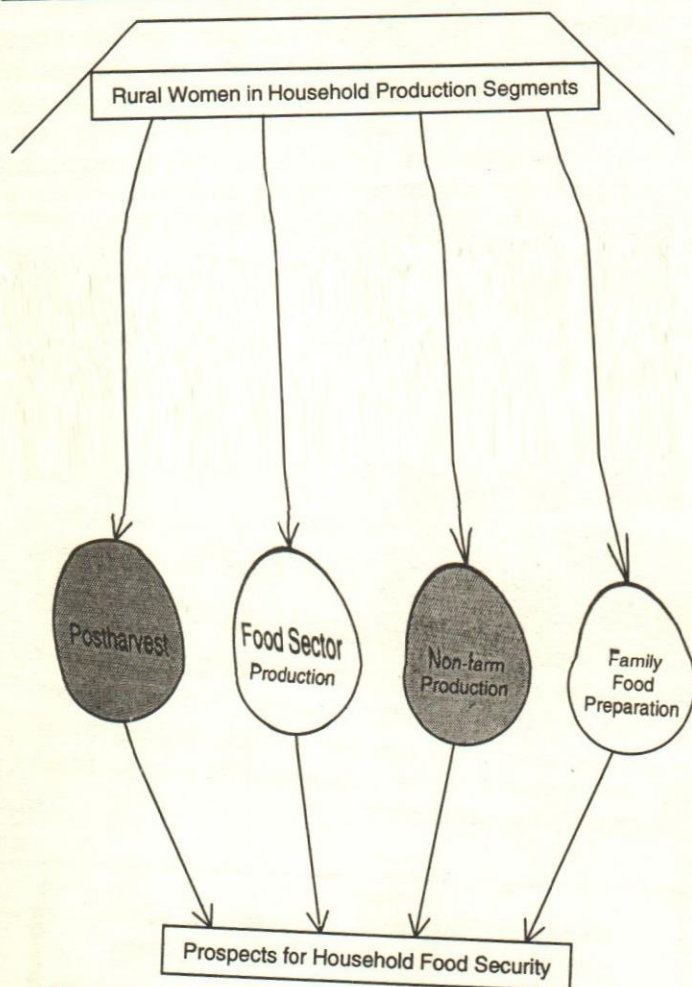 Rural Women in Household Production Segments
Postharvest
Food Sector
Production
Non-farm
Production
Family
Food
Preparation
Prospects for Household Food Security